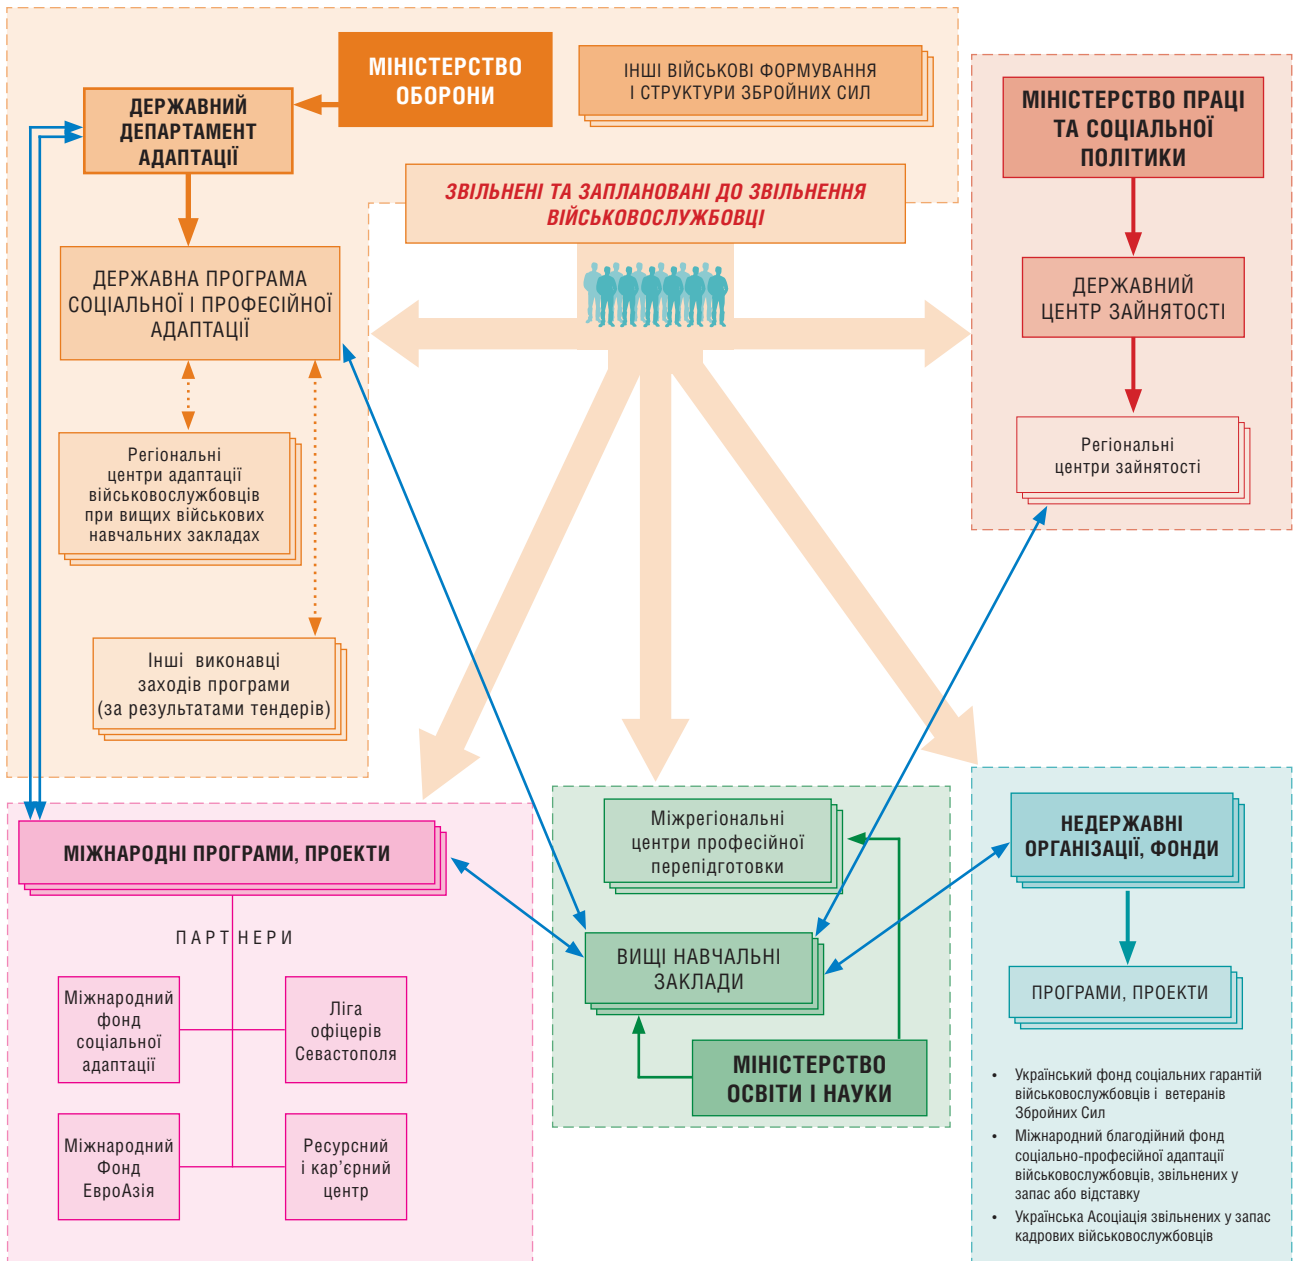 МІНІСТЕРСТВО
ОБОРОНИ
ІНШІ ВІЙСЬКОВІ ФОРМУВАННЯ
І СТРУКТУРИ ЗБРОЙНИХ СИЛ
ДЕРЖАВНИЙ
ДЕПАРТАМЕНТ
АДАПТАЦІЇ
МІНІСТЕРСТВО ПРАЦІ
ТА СОЦІАЛЬНОЇ
ПОЛІТИКИ
ЗВІЛЬНЕНІ ТА ЗАПЛАНОВАНІ ДО ЗВІЛЬНЕННЯ
ВІЙСЬКОВОСЛУЖБОВЦІ
ДЕРЖАВНА ПРОГРАМА
СОЦІАЛЬНОЇ І ПРОФЕСІЙНОЇ
АДАПТАЦІЇ
ДЕРЖАВНИЙ
ЦЕНТР ЗАЙНЯТОСТІ
Регіональні
центри адаптації
військовослужбовців
при вищих військових
навчальних закладах
Регіональні
центри зайнятості
Інші виконавці
заходів програми
(за результатами тендерів)
МІЖНАРОДНІ ПРОГРАМИ, ПРОЕКТИ
ПАРТНЕРИ
Міжнародний
фонд
соціальної
адаптації
Ліга
офіцерів
Севастополя
Міжнародний
Фонд
ЕвроАзія
Ресурсний
і кар’єрний
центр
Міжрегіональні
центри професійної
перепідготовки
ВИЩІ НАВЧАЛЬНІ
ЗАКЛАДИ
МІНІСТЕРСТВО
ОСВІТИ І НАУКИ
НЕДЕРЖАВНІ
ОРГАНІЗАЦІЇ, ФОНДИ
ПРОГРАМИ, ПРОЕКТИ
• Український фонд соціальних гарантій
військовослужбовців і ветеранів
Збройних Сил
• Міжнародний благодійний фонд
соціально-професійної адаптації
військовослужбовців, звільнених у
запас або відставку
• Українська Асоціація звільнених у запас
кадрових військовослужбовців